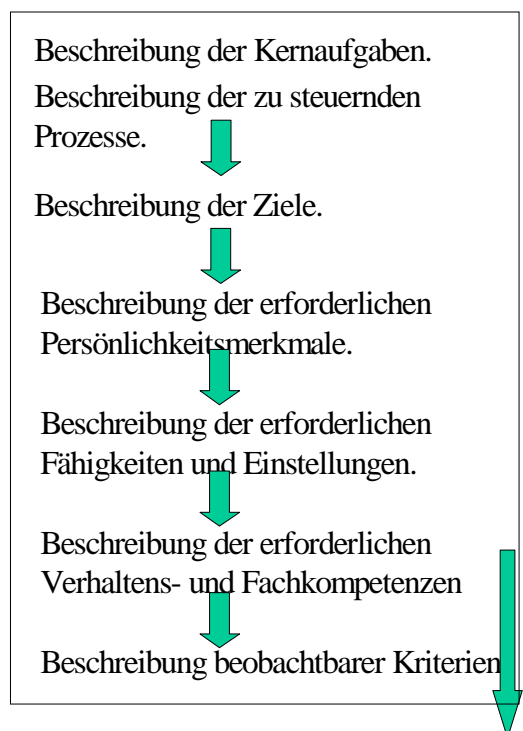 Beschreibung der Kernaufgaben.
Beschreibung der zu steuernden
Prozesse.
Beschreibung der Ziele.
Beschreibung der erforderlichen
Persönlichkeitsmerkmale.
Beschreibung der erforderlichen
Fähigkeiten und Einstellungen.
Beschreibung der erforderlichen
Verhaltens- und Fachkompetenzen
Beschreibung beobachtbarer Kriterien